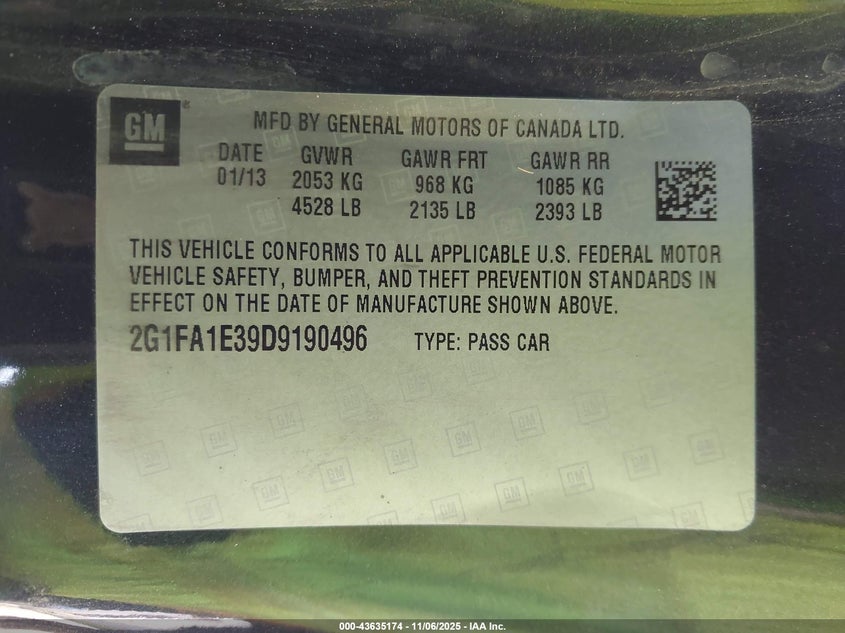 GM®
MFD BY GENERAL MOTORS OF CANADA LTD.
DATE GVWR GAWR FRT GAWR RR
01/13 2053 KG 968 KG 1085 KG
4528 LB 2135 LB 2393 LB
THIS VEHICLE CONFORMS TO ALL APPLICABLE U.S. FEDERAL MOTOR
VEHICLE SAFETY, BUMPER, AND THEFT PREVENTION STANDARDS IN
EFFECT ON THE DATE OF MANUFACTURE SHOWN ABOVE.
2G1FA1E39D9190496 TYPE: PASS CAR
000-43635174 - 11/06/2025 - IAA Inc.